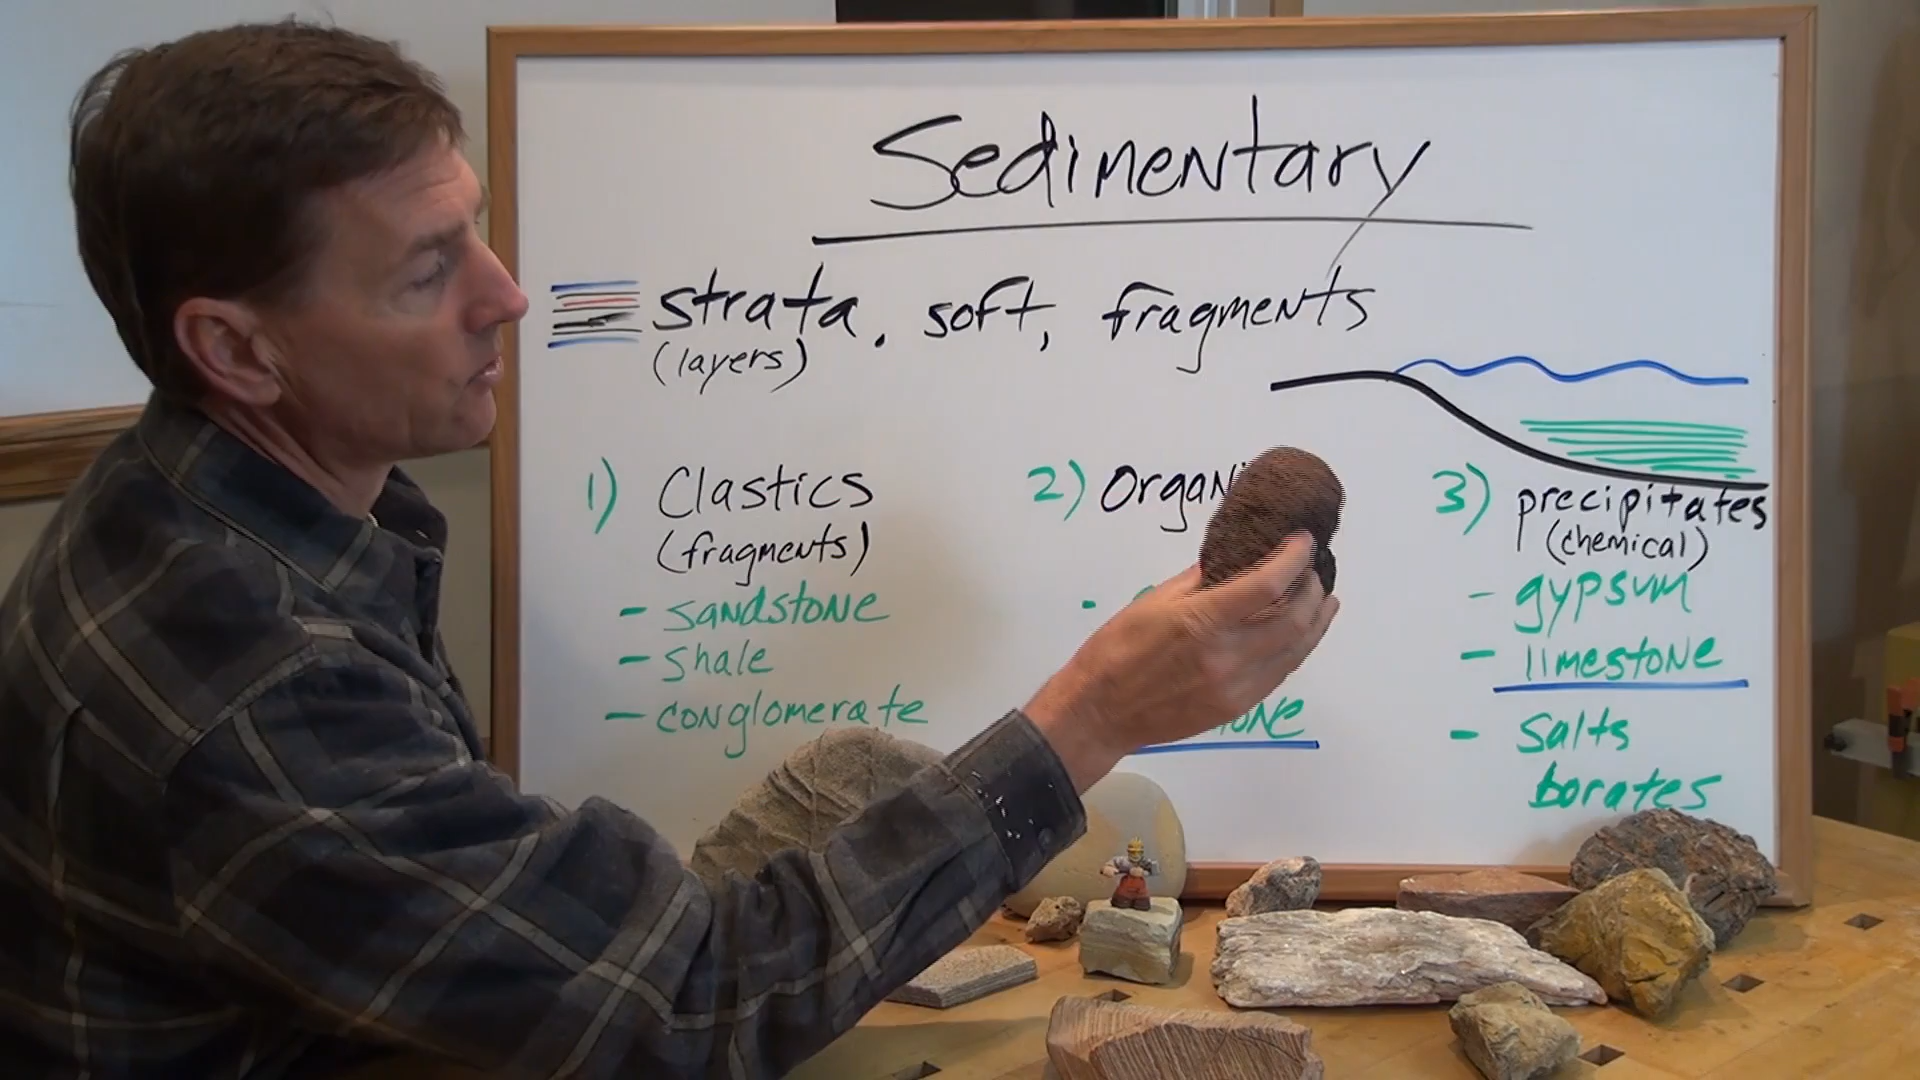 Sedimentary
strata, soft, fragments
(layers)
1) Clastics
(fragments)
- sandstone
- shale
- conglomerate
2)
-
3) precipitates
(chemical)
- gypsum
- limestone
- salts
borates